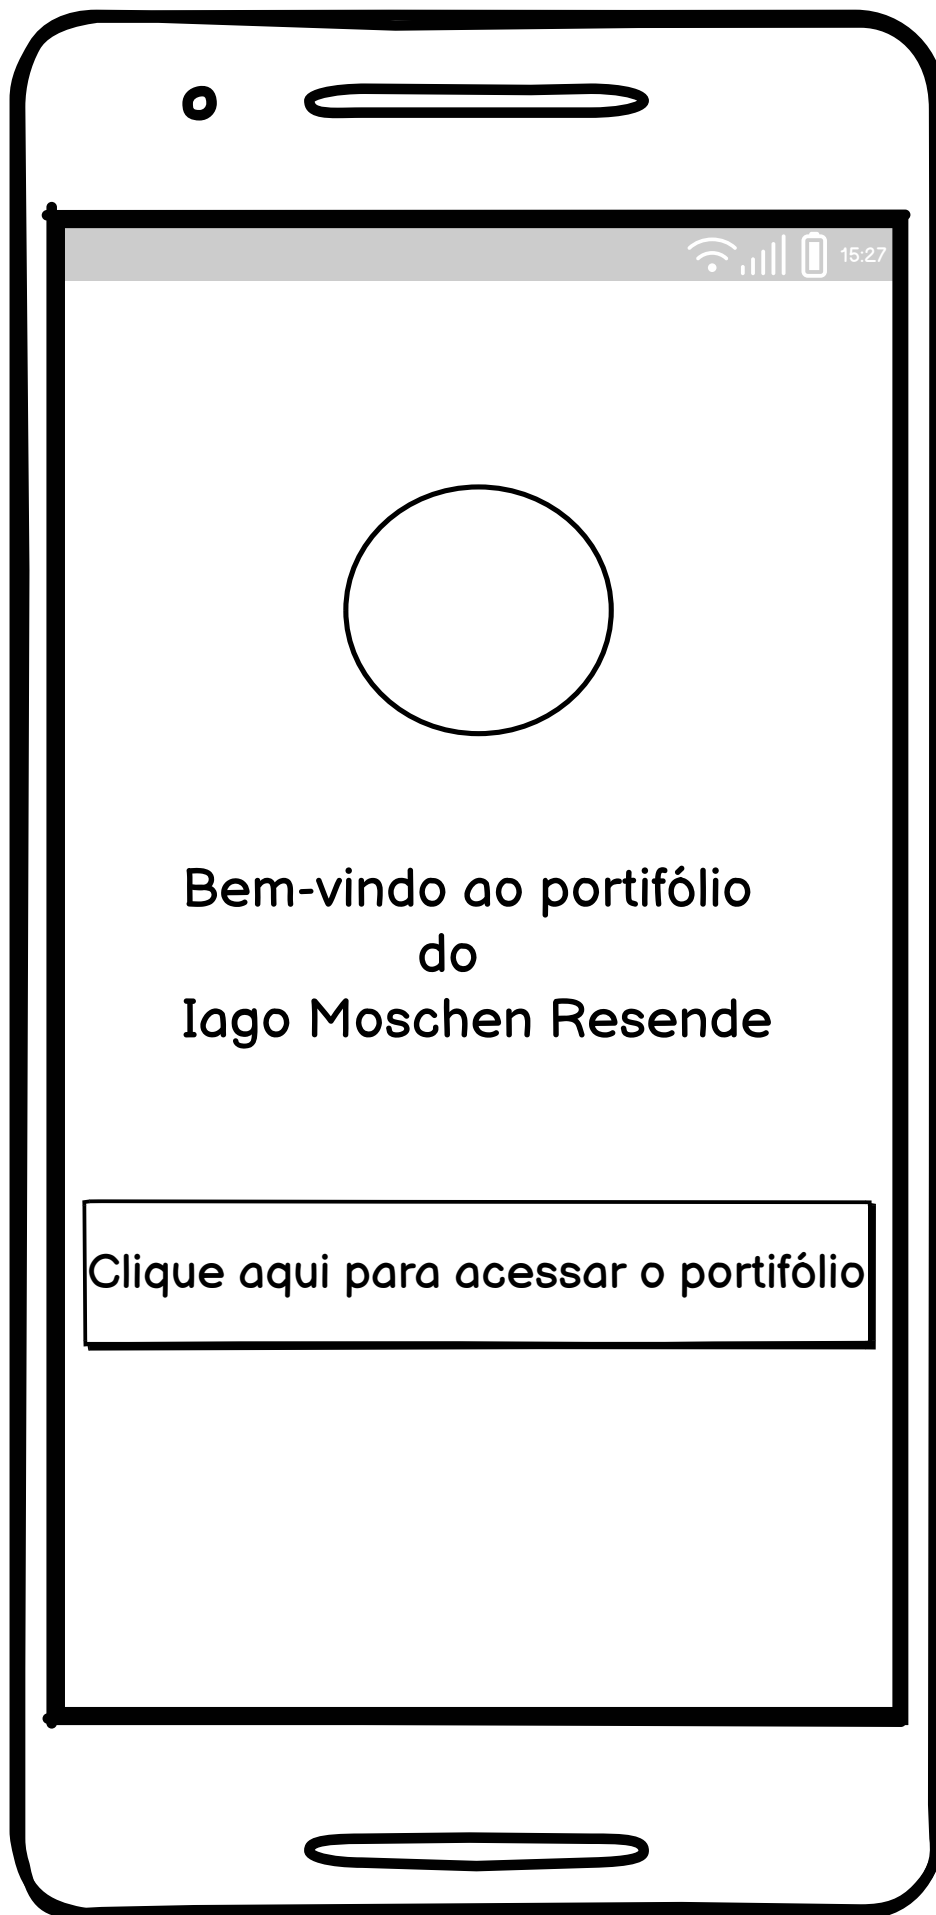 15:27
Bem-vindo ao portifólio
do
Iago Moschen Resende
Clique aqui para acessar o portifólio